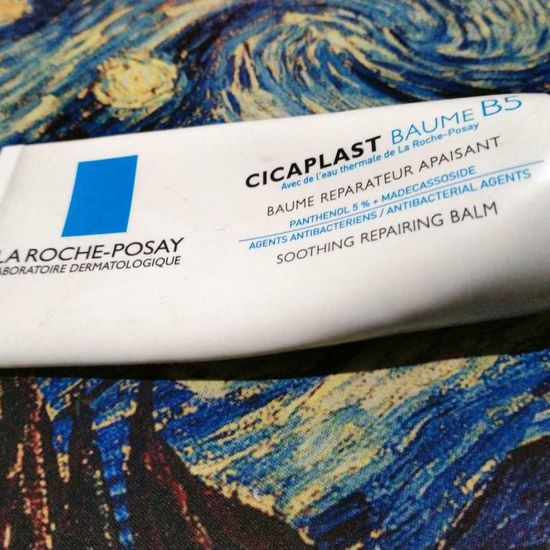 LA ROCHE-POSAY
LABORATOIRE DERMATOLOGIQUE
CICAPLAST BAUME B5
Avec de l'eau thermale de La Roche-Posay
BAUME REPARATEUR APAISANT
PANTHENOL 5% + MADECASSOSIDE
AGENTS ANTIBACTERIENS / ANTIBACTERIAL AGENTS
SOOTHING REPAIRING BALM